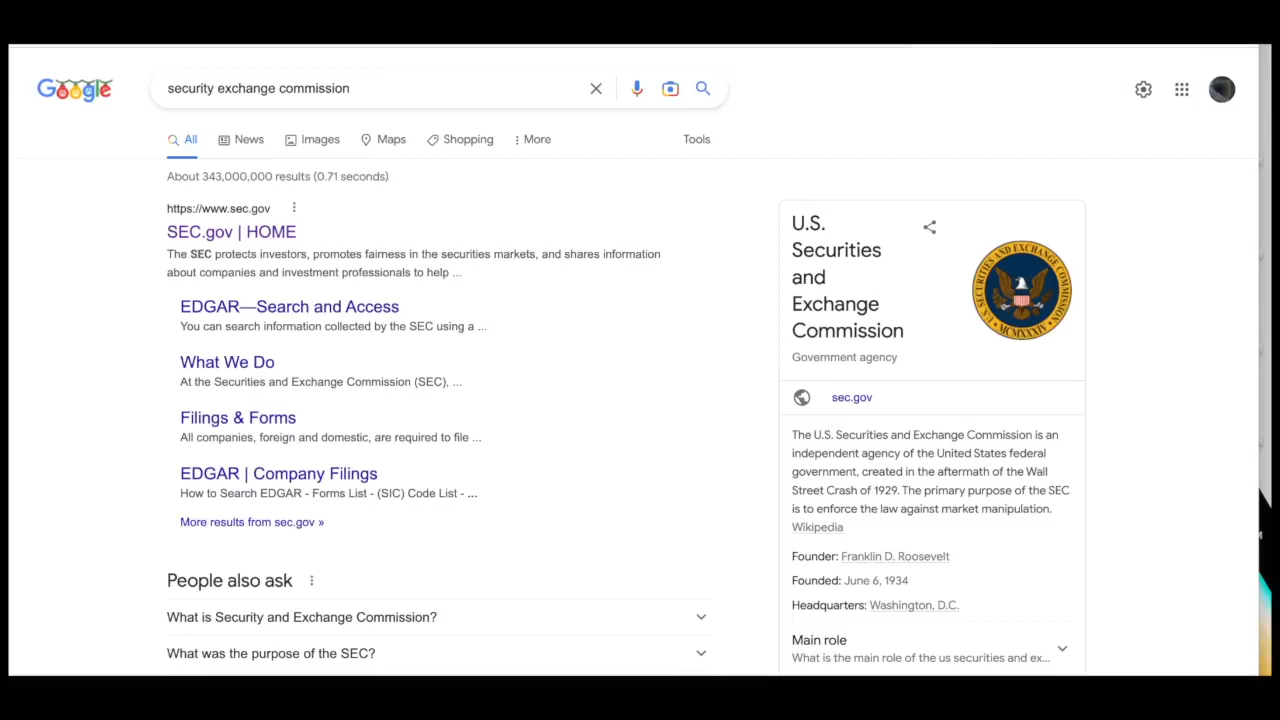 Google
security exchange commission
All
News
Images
Maps
Shopping
More
Tools
About 343,000,000 results (0.71 seconds)
https://www.sec.gov
SEC.gov | HOME
The SEC protects investors, promotes fairness in the securities markets, and shares information
about companies and investment professionals to help ...
EDGAR—Search and Access
You can search information collected by the SEC using a ...
What We Do
At the Securities and Exchange Commission (SEC), ...
Filings & Forms
All companies, foreign and domestic, are required to file ...
EDGAR | Company Filings
How to Search EDGAR - Forms List - (SIC) Code List - ...
More results from sec.gov »
People also ask
What is Security and Exchange Commission?
What was the purpose of the SEC?
U.S.
Securities
and
Exchange
Commission
Government agency
U.S. SECURITIES AND EXCHANGE COMMISSION
MCMXXXIV
sec.gov
The U.S. Securities and Exchange Commission is an
independent agency of the United States federal
government, created in the aftermath of the Wall
Street Crash of 1929. The primary purpose of the SEC
is to enforce the law against market manipulation.
Wikipedia
Founder: Franklin D. Roosevelt
Founded: June 6, 1934
Headquarters: Washington, D.C.
Main role
What is the main role of the us securities and ex...